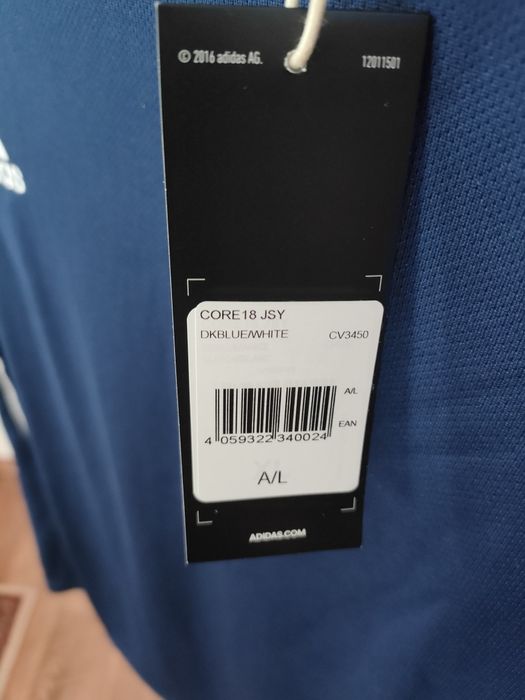 © 2016 adidas AG. 12011501
CORE18 JSY
DKBLUE/WHITE CV3450
A/L
EAN
4 059322 340024
A/L
ADIDAS.COM